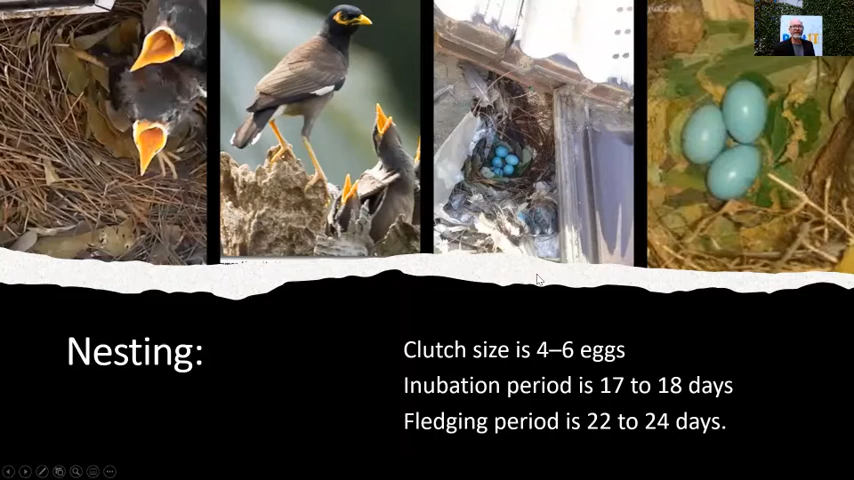 Nesting:
Clutch size is 4–6 eggs
Inubation period is 17 to 18 days
Fledging period is 22 to 24 days.